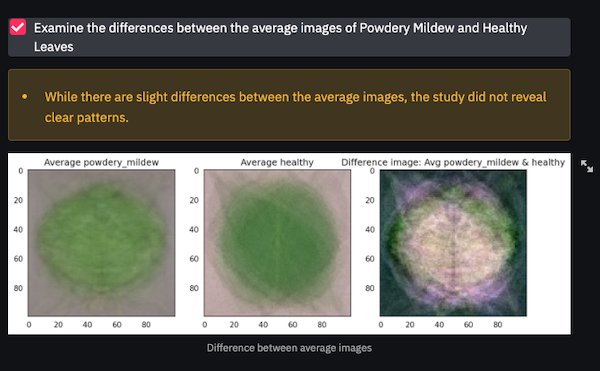 Examine the differences between the average images of Powdery Mildew and Healthy
Leaves
While there are slight differences between the average images, the study did not reveal
clear patterns.
Average powdery_mildew
Average healthy
Difference image: Avg powdery_mildew & healthy
0
20
40
60
80
0 20 40 60 80
0
20
40
60
80
0 20 40 60 80
0
20
40
60
80
0 20 40 60 80
Difference between average images